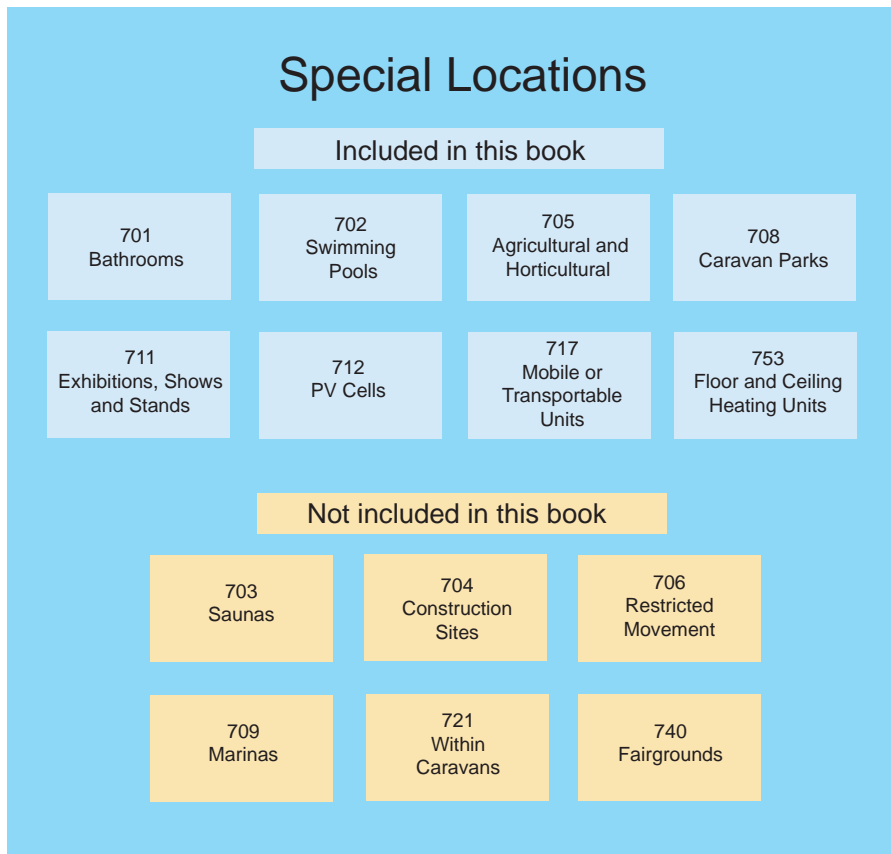 Special Locations
Included in this book
701
Bathrooms
702
Swimming
Pools
705
Agricultural and
Horticultural
708
Caravan Parks
711
Exhibitions, Shows
and Stands
712
PV Cells
717
Mobile or
Transportable
Units
753
Floor and Ceiling
Heating Units
Not included in this book
703
Saunas
704
Construction
Sites
706
Restricted
Movement
709
Marinas
721
Within
Caravans
740
Fairgrounds